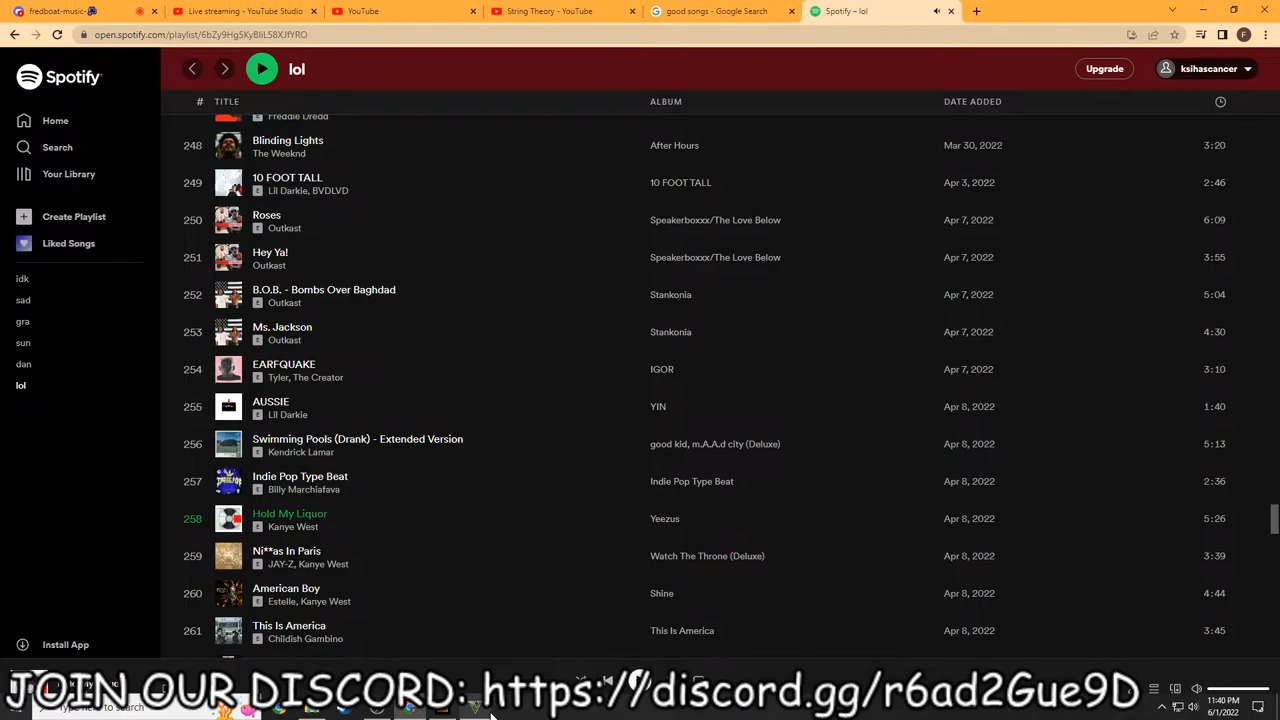 fredboat-music-
Live streaming - YouTube Studio
YouTube
String Theory - YouTube
good songs - Google Search
Spotify – lol
open.spotify.com/playlist/6bZy9Hg5KyBliL58XJfYRO
F
Spotify
lol
Upgrade
ksihascancer
# TITLE ALBUM DATE ADDED
Home
Search
Your Library
Create Playlist
Liked Songs
idk
sad
gra
sun
dan
lol
Install App
Freddie Dredd
248 Blinding Lights After Hours Mar 30, 2022 3:20
The Weeknd
249 10 FOOT TALL 10 FOOT TALL Apr 3, 2022 2:46
E Lil Darkie, BVDLVD
250 Roses Speakerboxxx/The Love Below Apr 7, 2022 6:09
E Outkast
251 Hey Ya! Speakerboxxx/The Love Below Apr 7, 2022 3:55
Outkast
252 B.O.B. - Bombs Over Baghdad Stankonia Apr 7, 2022 5:04
E Outkast
253 Ms. Jackson Stankonia Apr 7, 2022 4:30
E Outkast
254 EARFQUAKE IGOR Apr 7, 2022 3:10
E Tyler, The Creator
255 AUSSIE YIN Apr 8, 2022 1:40
E Lil Darkie
256 Swimming Pools (Drank) - Extended Version good kid, m.A.A.d city (Deluxe) Apr 8, 2022 5:13
E Kendrick Lamar
257 Indie Pop Type Beat Indie Pop Type Beat Apr 8, 2022 2:36
E Billy Marchiafava
258 Hold My Liquor Yeezus Apr 8, 2022 5:26
E Kanye West
259 Ni**as In Paris Watch The Throne (Deluxe) Apr 8, 2022 3:39
E JAY-Z, Kanye West
260 American Boy Shine Apr 8, 2022 4:44
E Estelle, Kanye West
261 This Is America This Is America Apr 8, 2022 3:45
E Childish Gambino
JOIN OUR DISCORD: https://discord.gg/r6ad2Gue9D
Type here to search
11:40 PM
6/1/2022